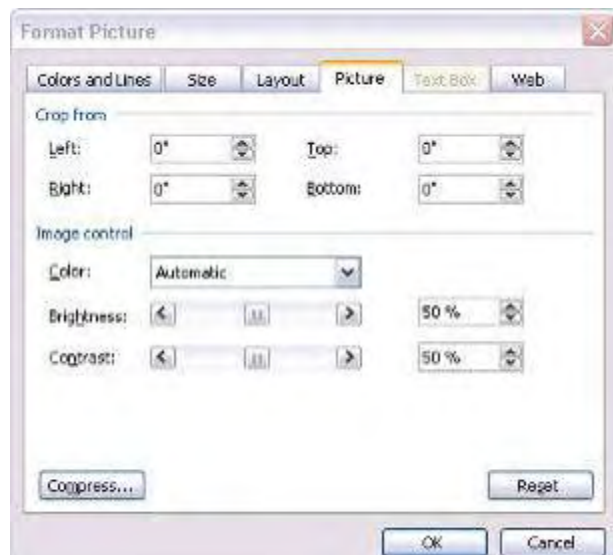 Format Picture
Colors and Lines Size Layout Picture Text Box Web
Crop from
Left: 0" Top: 0"
Right: 0" Bottom: 0"
Image control
Color: Automatic
Brightness: 50 %
Contrast: 50 %
Compress... Reset
OK Cancel